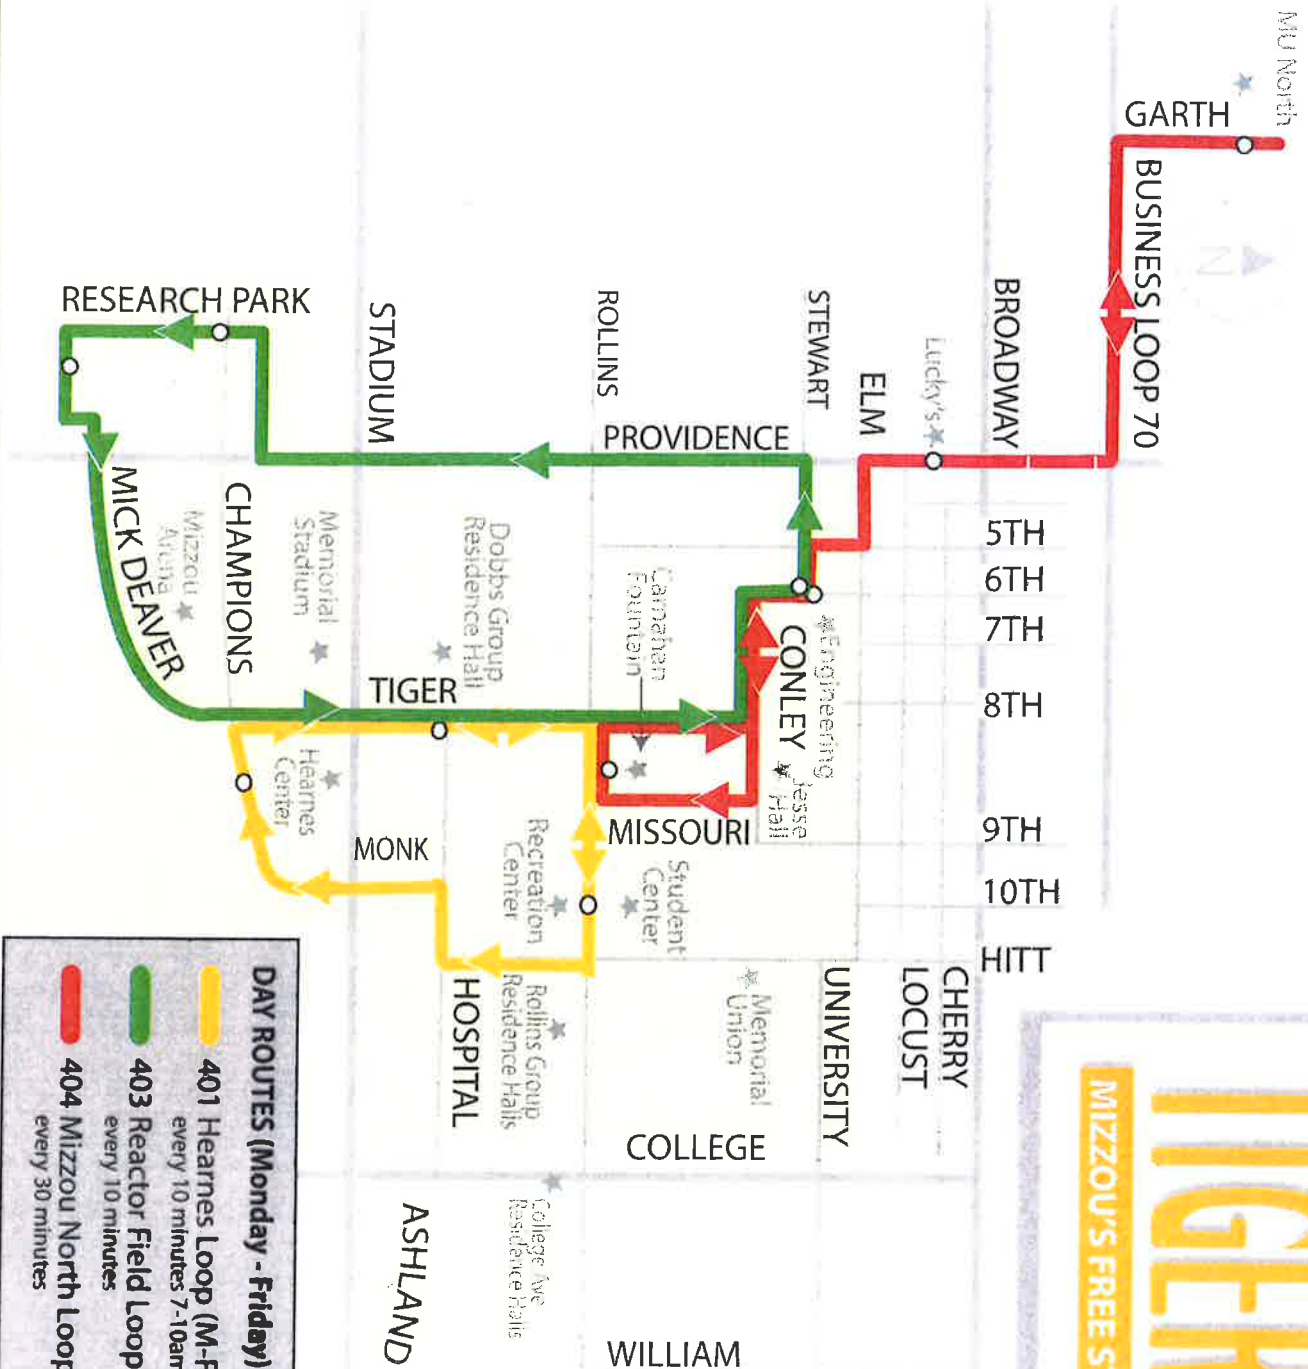 MU North
GARTH
BUSINESS LOOP 70
N
BROADWAY
Lucky's
ELM
STEWART
ROLLINS
STADIUM
RESEARCH PARK
PROVIDENCE
5TH
6TH
7TH
8TH
9TH
10TH
HITT
CHERRY
LOCUST
UNIVERSITY
Engineering
CONLEY
Jesse
Hall
Carnahan
Fountain
Dobbs Group
Residence Hall
Memorial
Stadium
CHAMPIONS
Mizzou
Arena
MICK DEAVER
TIGER
Hearnes
Center
MONK
MISSOURI
Recreation
Center
Student
Center
Memorial
Union
Rollins Group
Residence Halls
HOSPITAL
COLLEGE
College Ave
Residence Halls
ASHLAND
WILLIAM
TIGER
MIZZOU'S FREE S
DAY ROUTES (Monday - Friday)
401 Hearnes Loop (M-F
every 10 minutes 7-10am
403 Reactor Field Loop
every 10 minutes
404 Mizzou North Loop
every 30 minutes